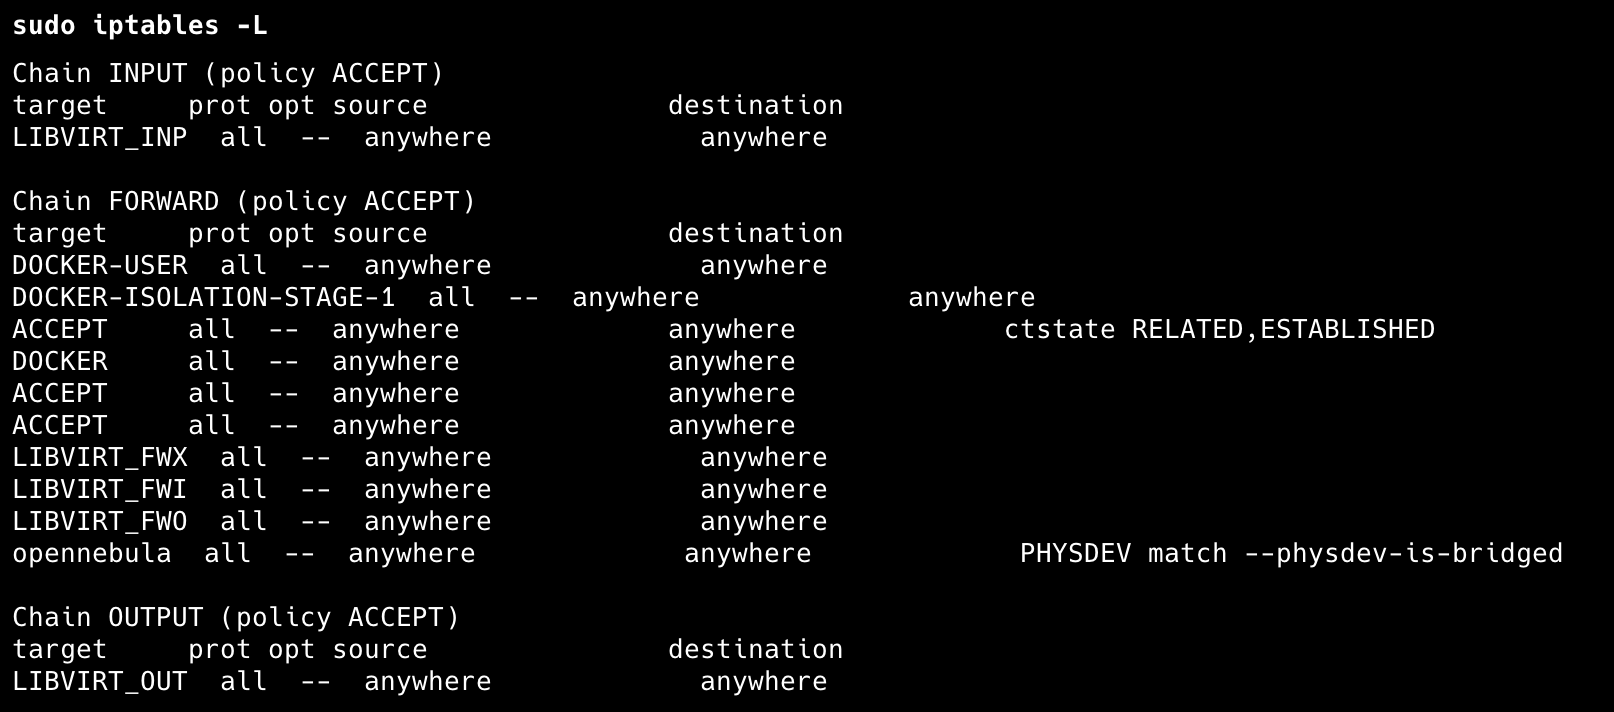 sudo iptables -L
Chain INPUT (policy ACCEPT)
target     prot opt source               destination
LIBVIRT_INP  all  --  anywhere             anywhere

Chain FORWARD (policy ACCEPT)
target     prot opt source               destination
DOCKER-USER  all  --  anywhere             anywhere
DOCKER-ISOLATION-STAGE-1  all  --  anywhere             anywhere
ACCEPT     all  --  anywhere             anywhere             ctstate RELATED,ESTABLISHED
DOCKER     all  --  anywhere             anywhere
ACCEPT     all  --  anywhere             anywhere
ACCEPT     all  --  anywhere             anywhere
LIBVIRT_FWX  all  --  anywhere             anywhere
LIBVIRT_FWI  all  --  anywhere             anywhere
LIBVIRT_FWO  all  --  anywhere             anywhere
opennebula  all  --  anywhere             anywhere             PHYSDEV match --physdev-is-bridged

Chain OUTPUT (policy ACCEPT)
target     prot opt source               destination
LIBVIRT_OUT  all  --  anywhere             anywhere